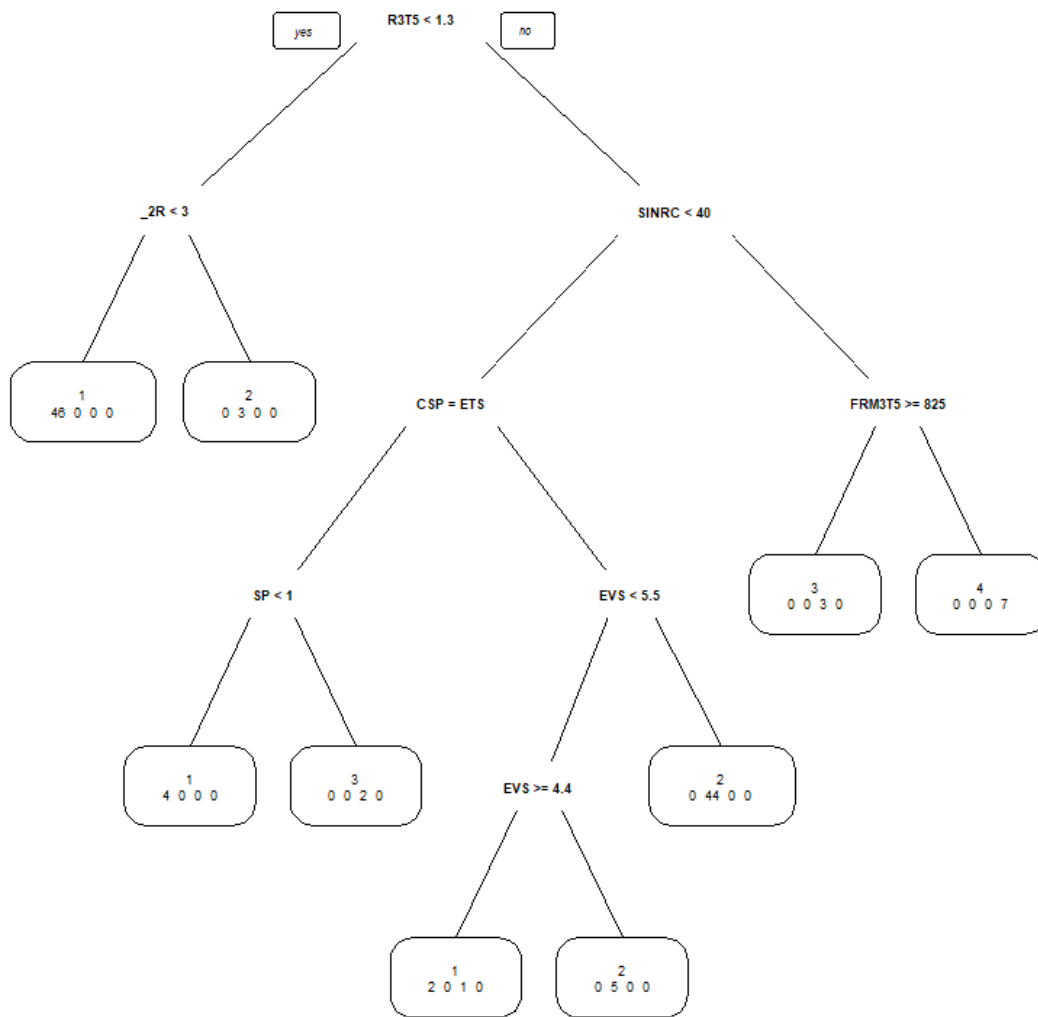 R3T5 < 1.3
yes
no
_2R < 3
SINRC < 40
1
46 0 0 0
2
0 3 0 0
CSP = ETS
FRM3T5 >= 825
SP < 1
EVS < 5.5
3
0 0 3 0
4
0 0 0 7
1
4 0 0 0
3
0 0 2 0
EVS >= 4.4
2
0 44 0 0
1
2 0 1 0
2
0 5 0 0